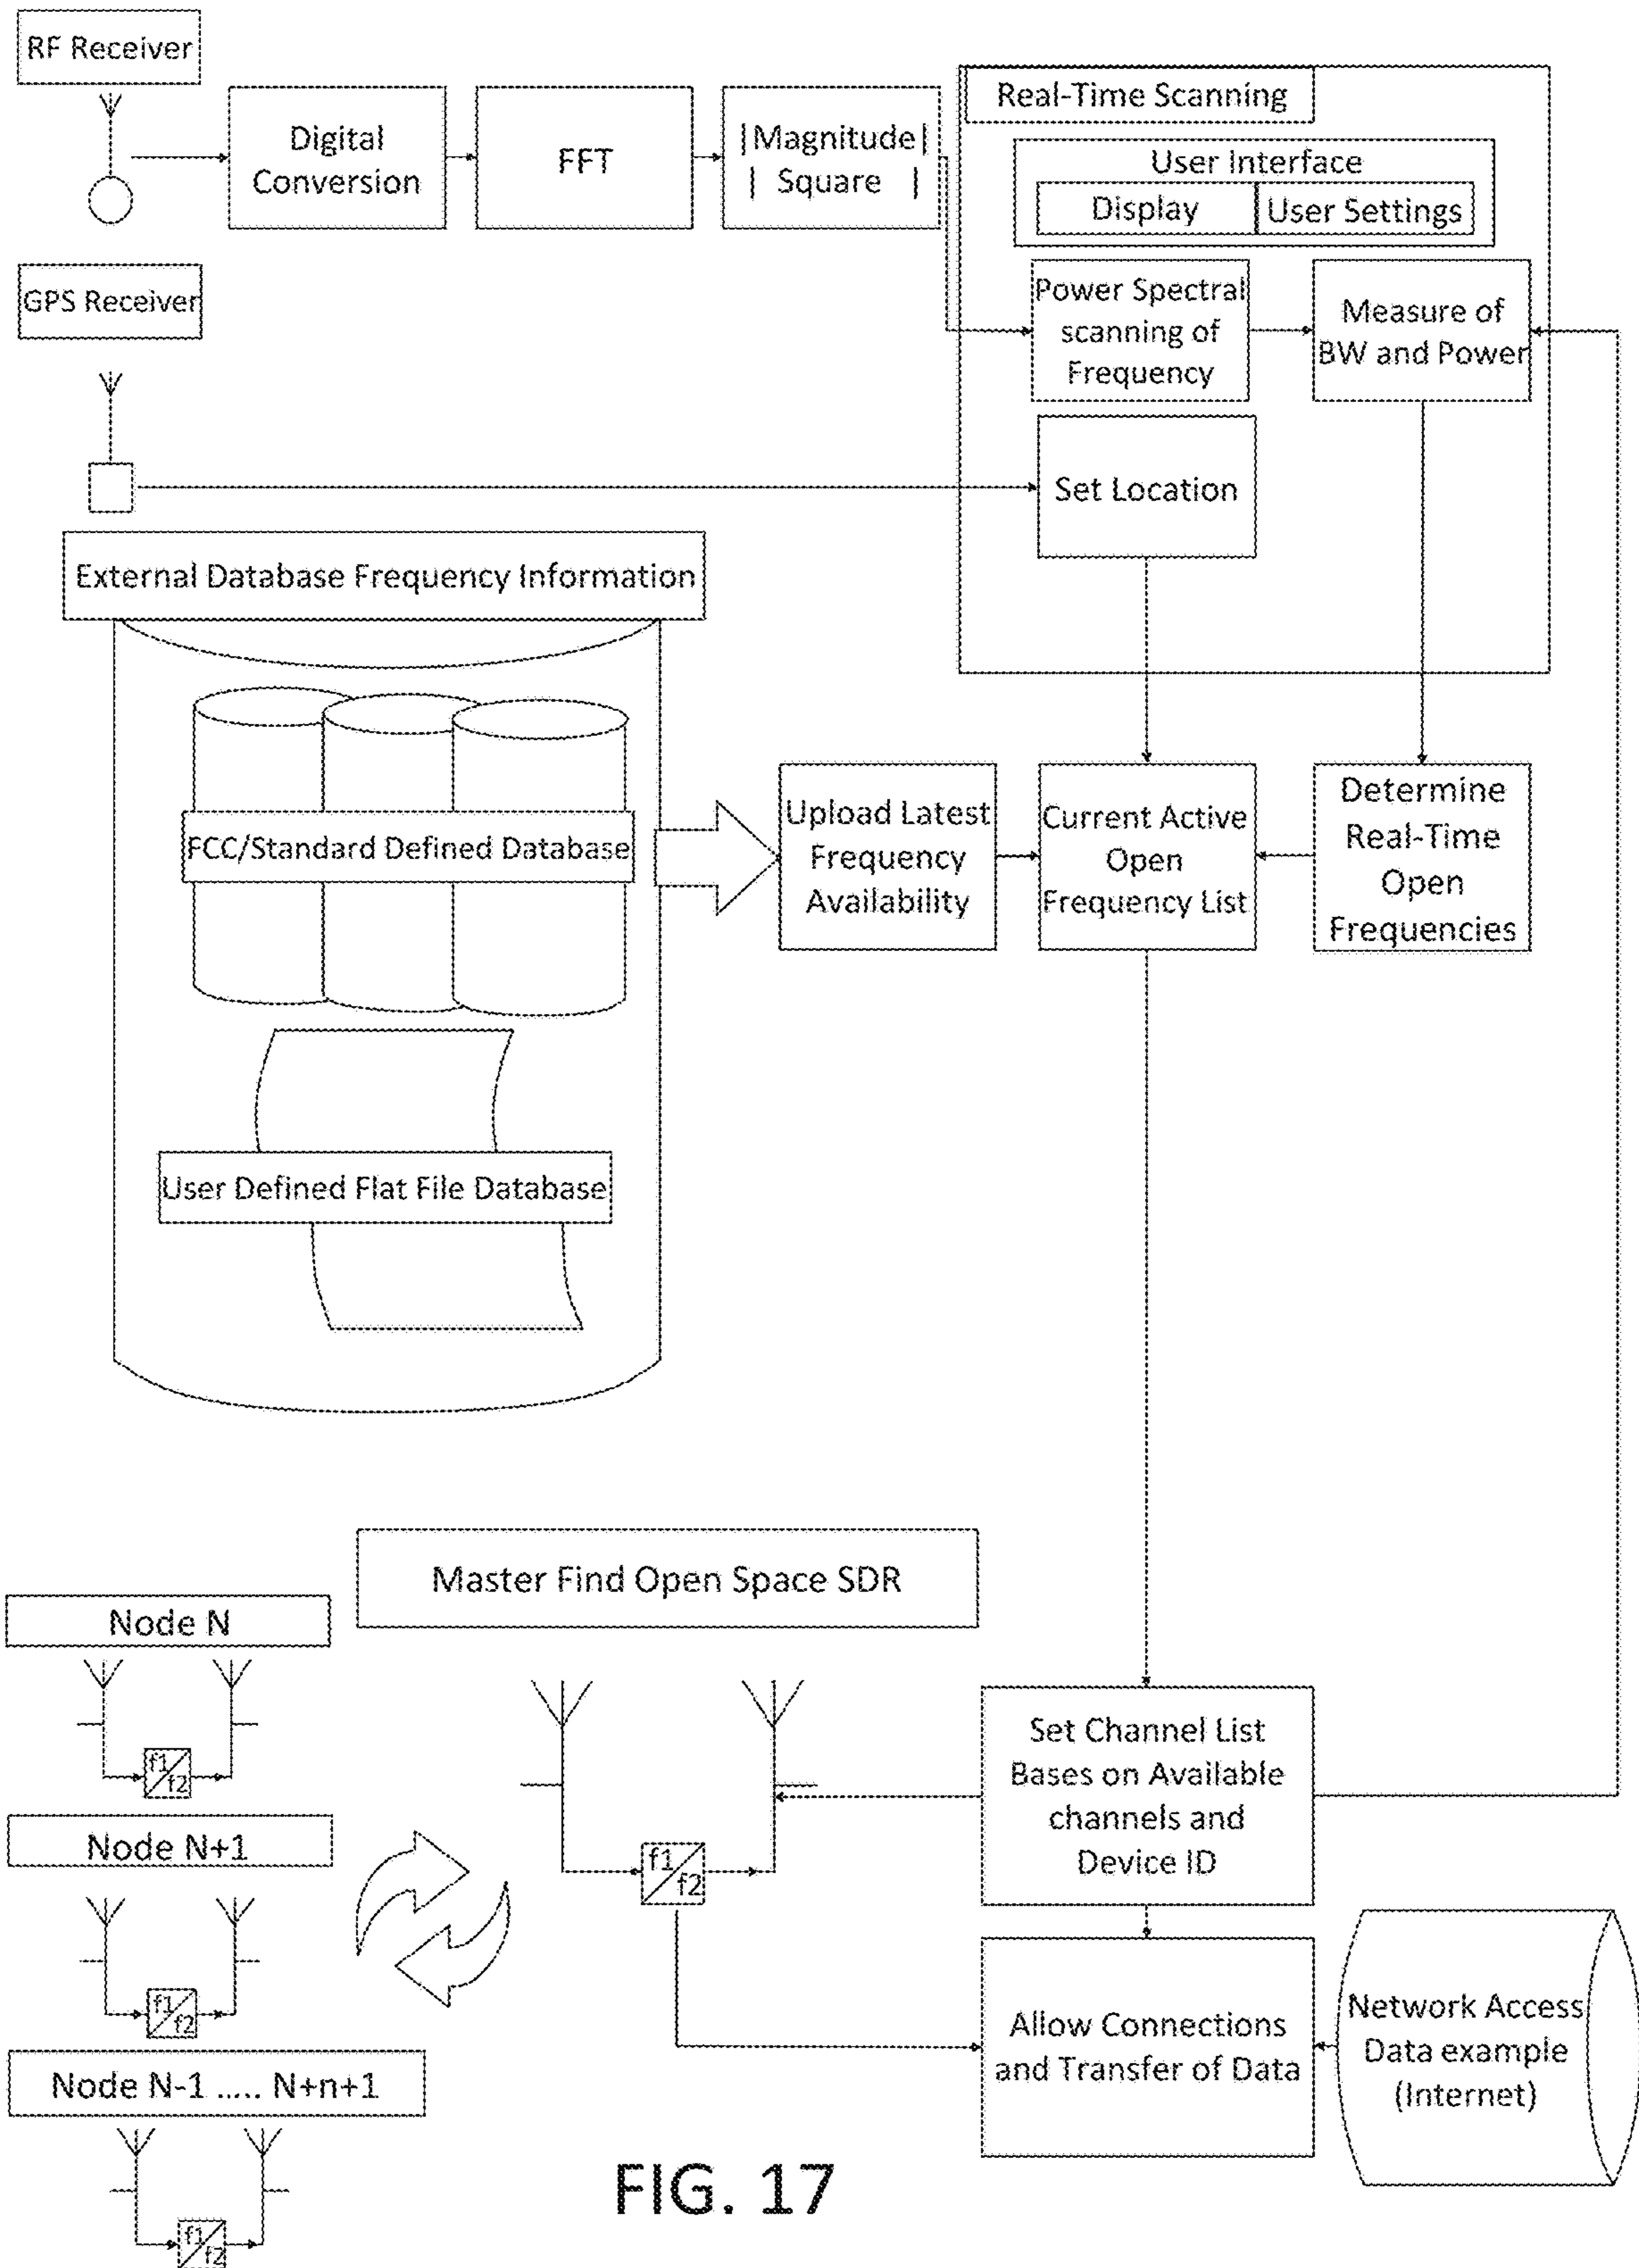 RF Receiver
Digital
Conversion
FFT
|Magnitude|
| Square |
Real-Time Scanning
User Interface
Display
User Settings
GPS Receiver
Power Spectral
scanning of
Frequency
Measure of
BW and Power
Set Location
External Database Frequency Information
FCC/Standard Defined Database
Upload Latest
Frequency
Availability
Current Active
Open
Frequency List
Determine
Real-Time
Open
Frequencies
User Defined Flat File Database
Master Find Open Space SDR
Node N
f1
f2
Node N+1
f1
f2
Node N-1 ..... N+n+1
f1
f2
f1
f2
Set Channel List
Bases on Available
channels and
Device ID
Allow Connections
and Transfer of Data
Network Access
Data example
(Internet)
FIG. 17